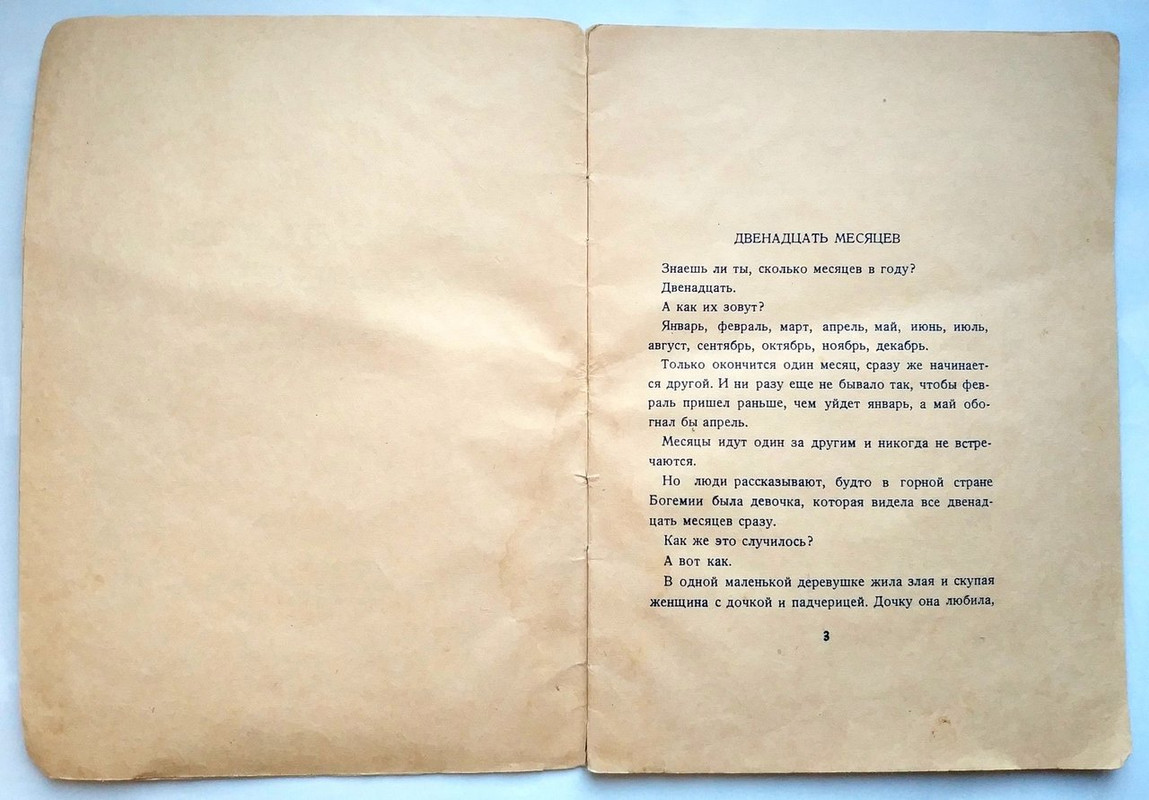 ДВЕНАДЦАТЬ МЕСЯЦЕВ
Знаешь ли ты, сколько месяцев в году?
Двенадцать.
А как их зовут?
Январь, февраль, март, апрель, май, июнь, июль,
август, сентябрь, октябрь, ноябрь, декабрь.
Только окончится один месяц, сразу же начинает-
ся другой. И ни разу еще не бывало так, чтобы фев-
раль пришел раньше, чем уйдет январь, а май обо-
гнал бы апрель.
Месяцы идут один за другим и никогда не встре-
чаются.
Но люди рассказывают, будто в горной стране
Богемии была девочка, которая видела все двенад-
цать месяцев сразу.
Как же это случилось?
А вот как.
В одной маленькой деревушке жила злая и скупая
женщина с дочкой и падчерицей. Дочку она любила,
3